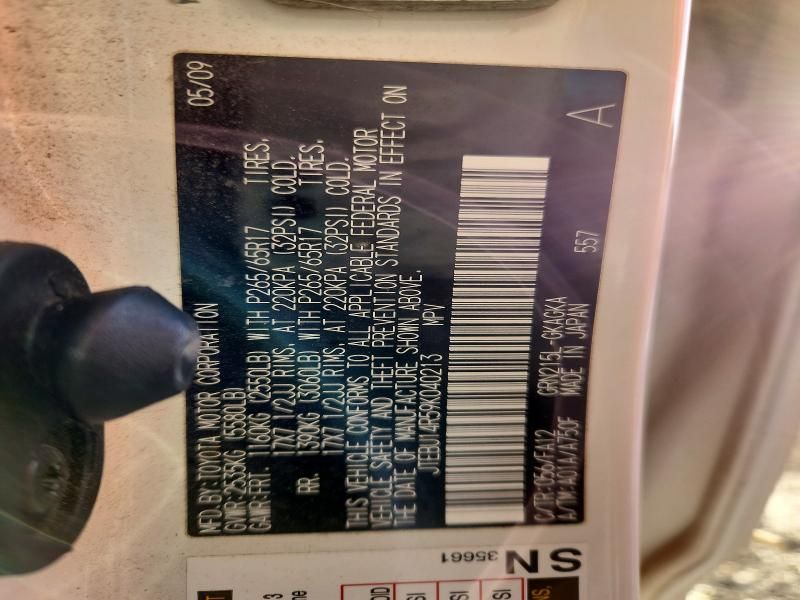 MFD. BY: TOYOTA MOTOR CORPORATION 05/09
GVWR: 2535KG (5580LB)
GAWR: FRT 1160KG (2550LB) WITH P265/65R17 TIRES,
17X7 1/2JJ RIMS, AT 220KPA (32PSI) COLD.
RR. 1390KG (3060LB) WITH P265/65R17 TIRES,
17X7 1/2JJ RIMS, AT 220KPA (32PSI) COLD.
THIS VEHICLE CONFORMS TO ALL APPLICABLE FEDERAL MOTOR
VEHICLE SAFETY AND THEFT PREVENTION STANDARDS IN EFFECT ON
THE DATE OF MANUFACTURE SHOWN ABOVE.
JTEBU14R59K040213 MPV
C/TR: 056/FA12 GRN215L-GKAGKA
A/TM: A01A/A750F MADE IN JAPAN 557 A
SN
35661